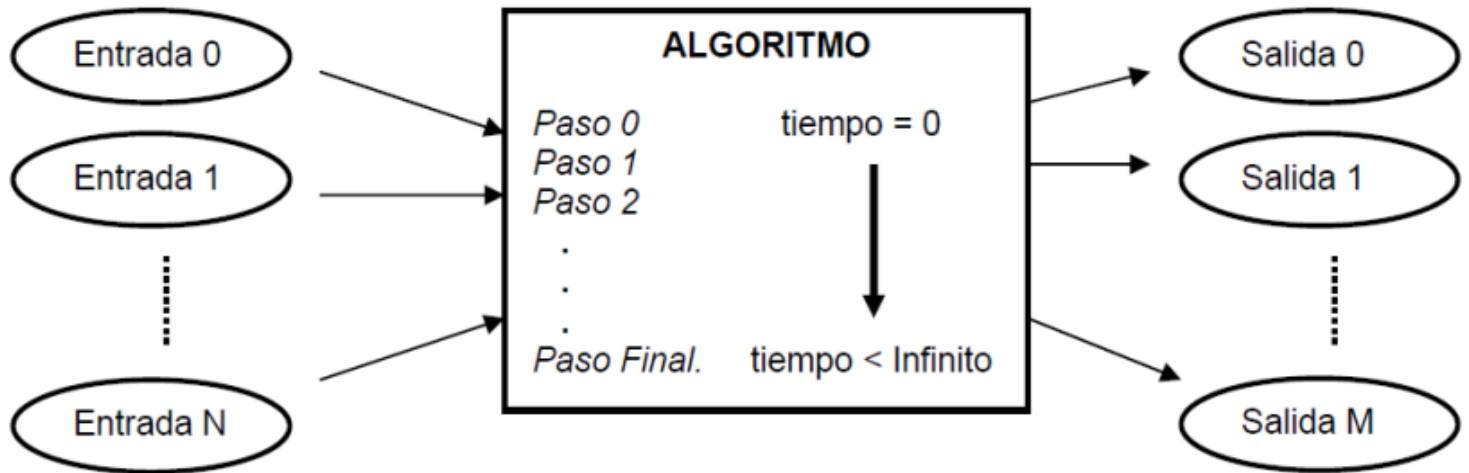 Entrada 0
Entrada 1
Entrada N
ALGORITMO
Paso 0 tiempo = 0
Paso 1
Paso 2
.
.
.
Paso Final. tiempo < Infinito
Salida 0
Salida 1
Salida M